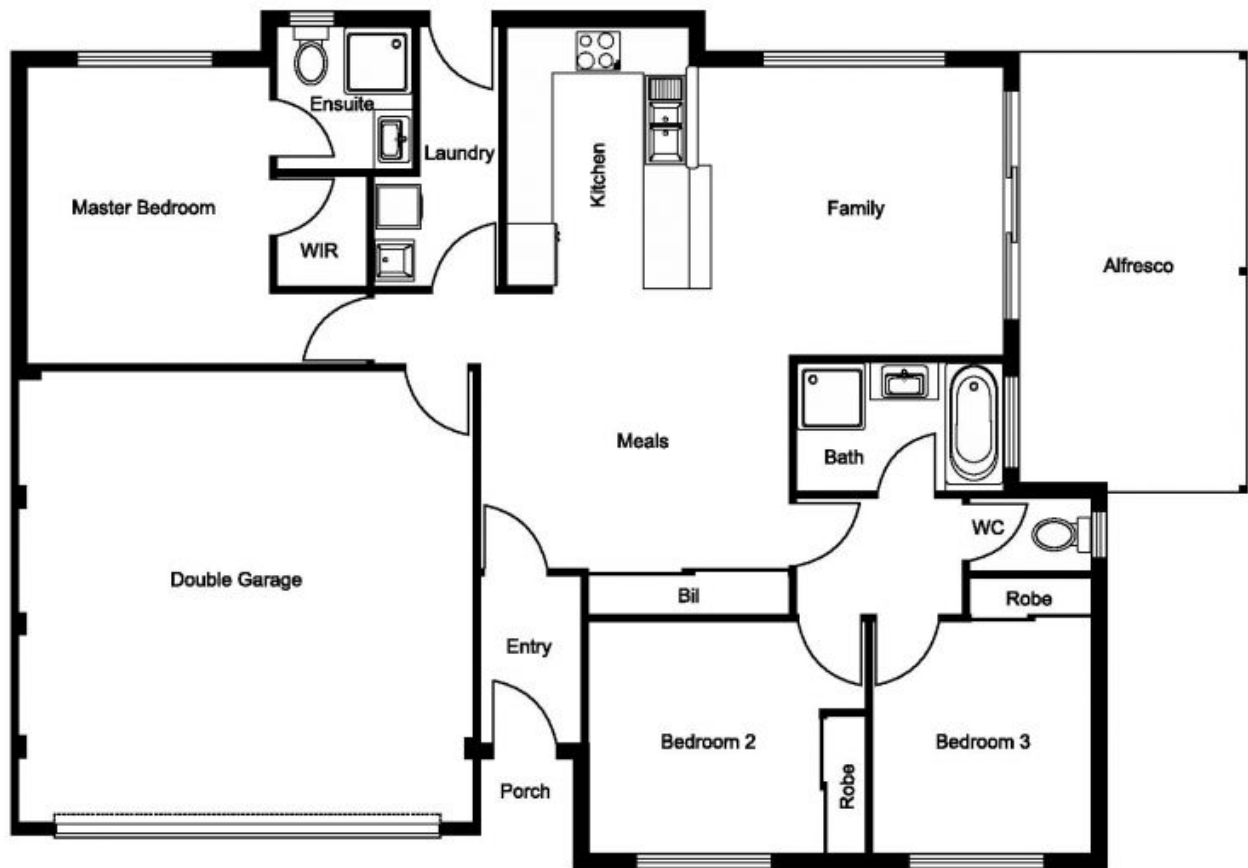 Ensuite
Laundry
Kitchen
Master Bedroom
Family
WIR
Alfresco
Meals
Bath
WC
Double Garage
Bil
Robe
Entry
Bedroom 2
Bedroom 3
Robe
Porch